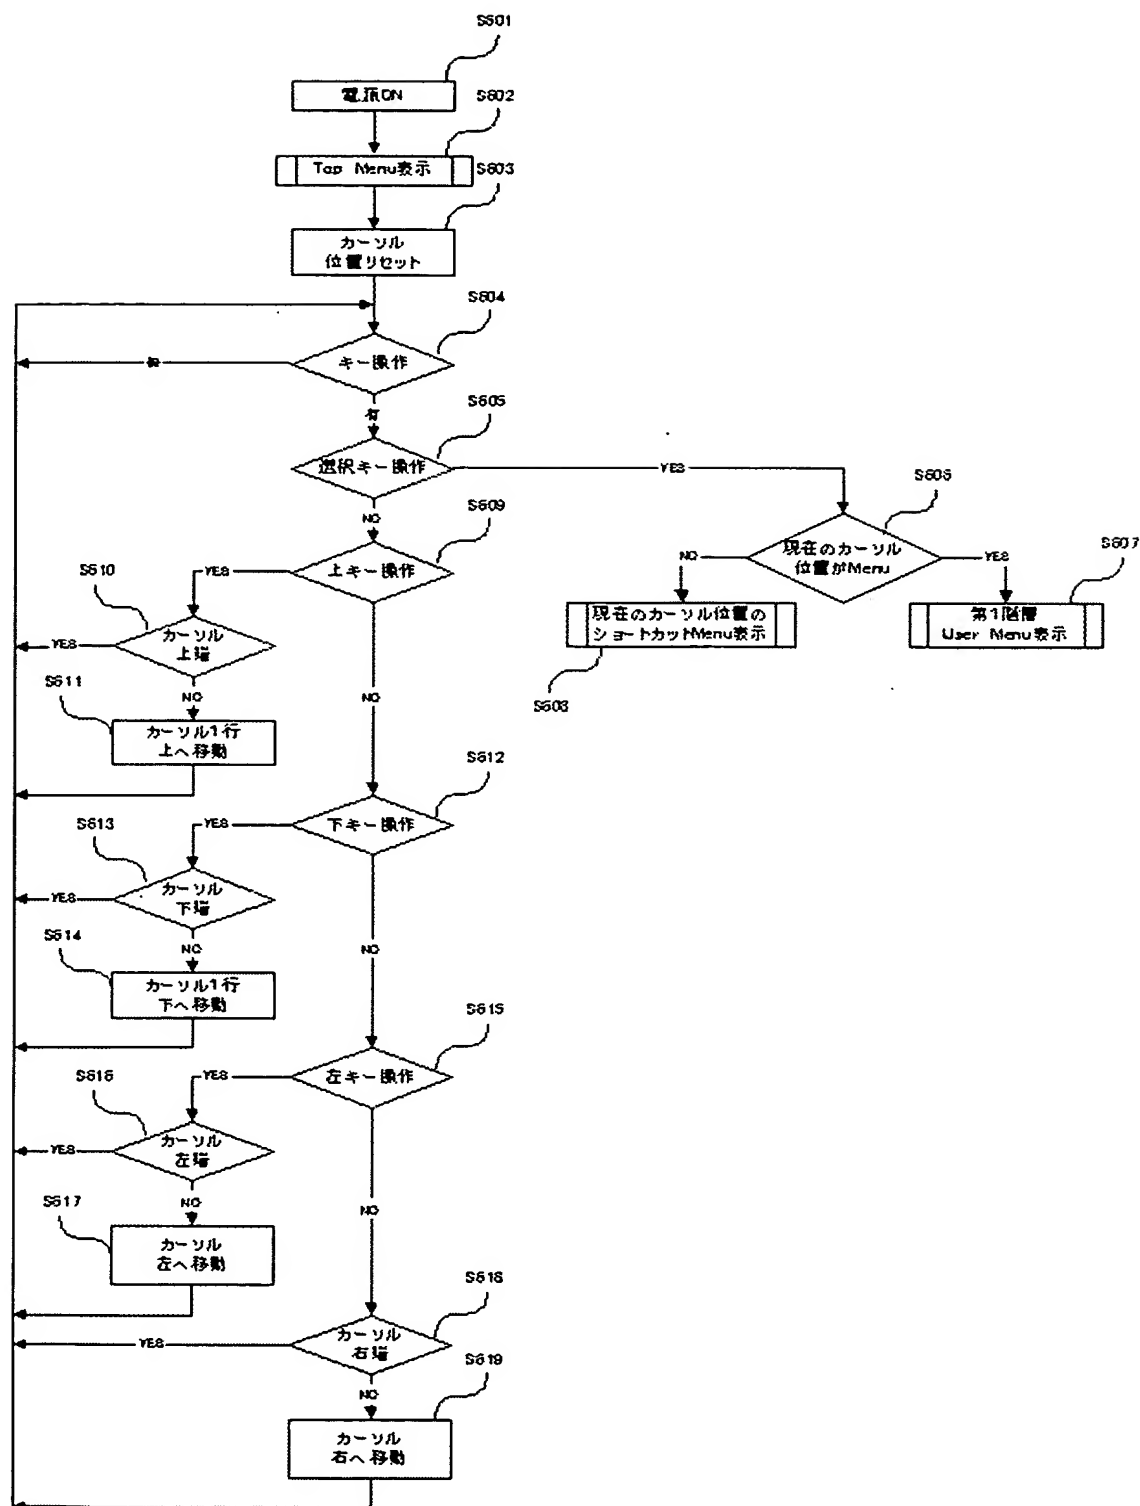 S601
電源ON
S602
Top Menu表示
S603
カーソル
位置リセット
S604
キー操作
有
S605
選択キー操作
YES
S606
現在のカーソル
位置がMenu
NO
YES
S607
現在のカーソル位置の
ショートカットMenu表示
S608
第1階層
User Menu表示
NO
S609
上キー操作
YES
S610
カーソル
上端
YES
NO
S611
カーソル1行
上へ移動
NO
S612
下キー操作
YES
S613
カーソル
下端
YES
NO
S614
カーソル1行
下へ移動
NO
S615
左キー操作
YES
S616
カーソル
左端
YES
NO
S617
カーソル
左へ移動
NO
S618
カーソル
右端
YES
NO
S619
カーソル
右へ移動